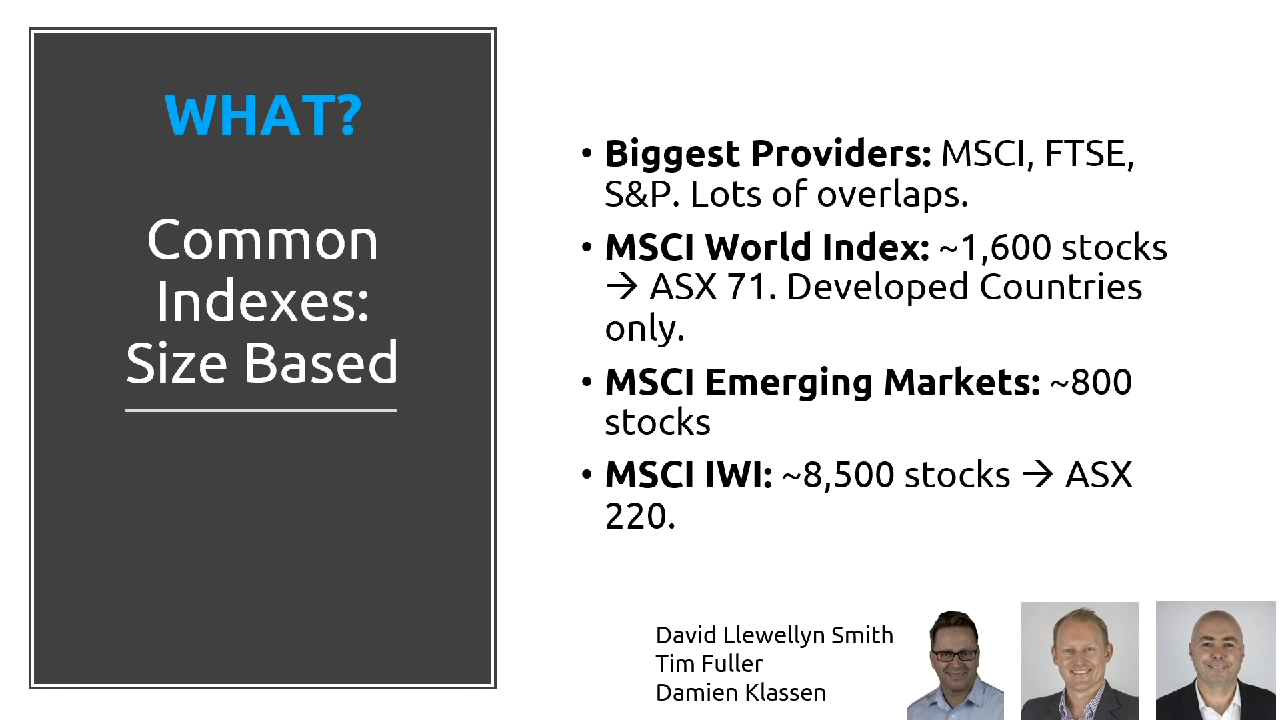 WHAT?
Common
Indexes:
Size Based
• Biggest Providers: MSCI, FTSE,
S&P. Lots of overlaps.
• MSCI World Index: ~1,600 stocks
→ ASX 71. Developed Countries
only.
• MSCI Emerging Markets: ~800
stocks
• MSCI IWI: ~8,500 stocks → ASX
220.
David Llewellyn Smith
Tim Fuller
Damien Klassen